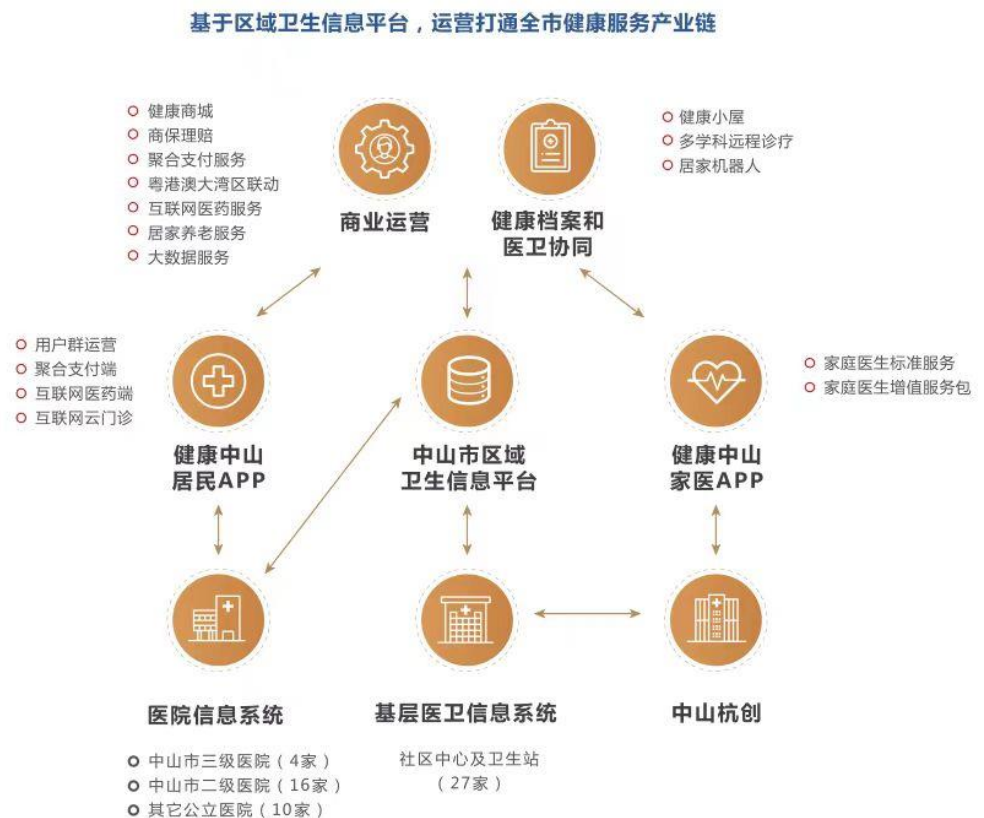 基于区域卫生信息平台，运营打通全市健康服务产业链
健康商城
商保理赔
聚合支付服务
粤港澳大湾区联动
互联网医药服务
居家养老服务
大数据服务
商业运营
健康档案和
医卫协同
健康小屋
多学科远程诊疗
居家机器人
用户群运营
聚合支付端
互联网医药端
互联网云门诊
健康中山
居民APP
中山市区域
卫生信息平台
健康中山
家医APP
家庭医生标准服务
家庭医生增值服务包
医院信息系统
中山市三级医院（4家）
中山市二级医院（16家）
其它公立医院（10家）
基层医卫信息系统
社区中心及卫生站
（27家）
中山杭创